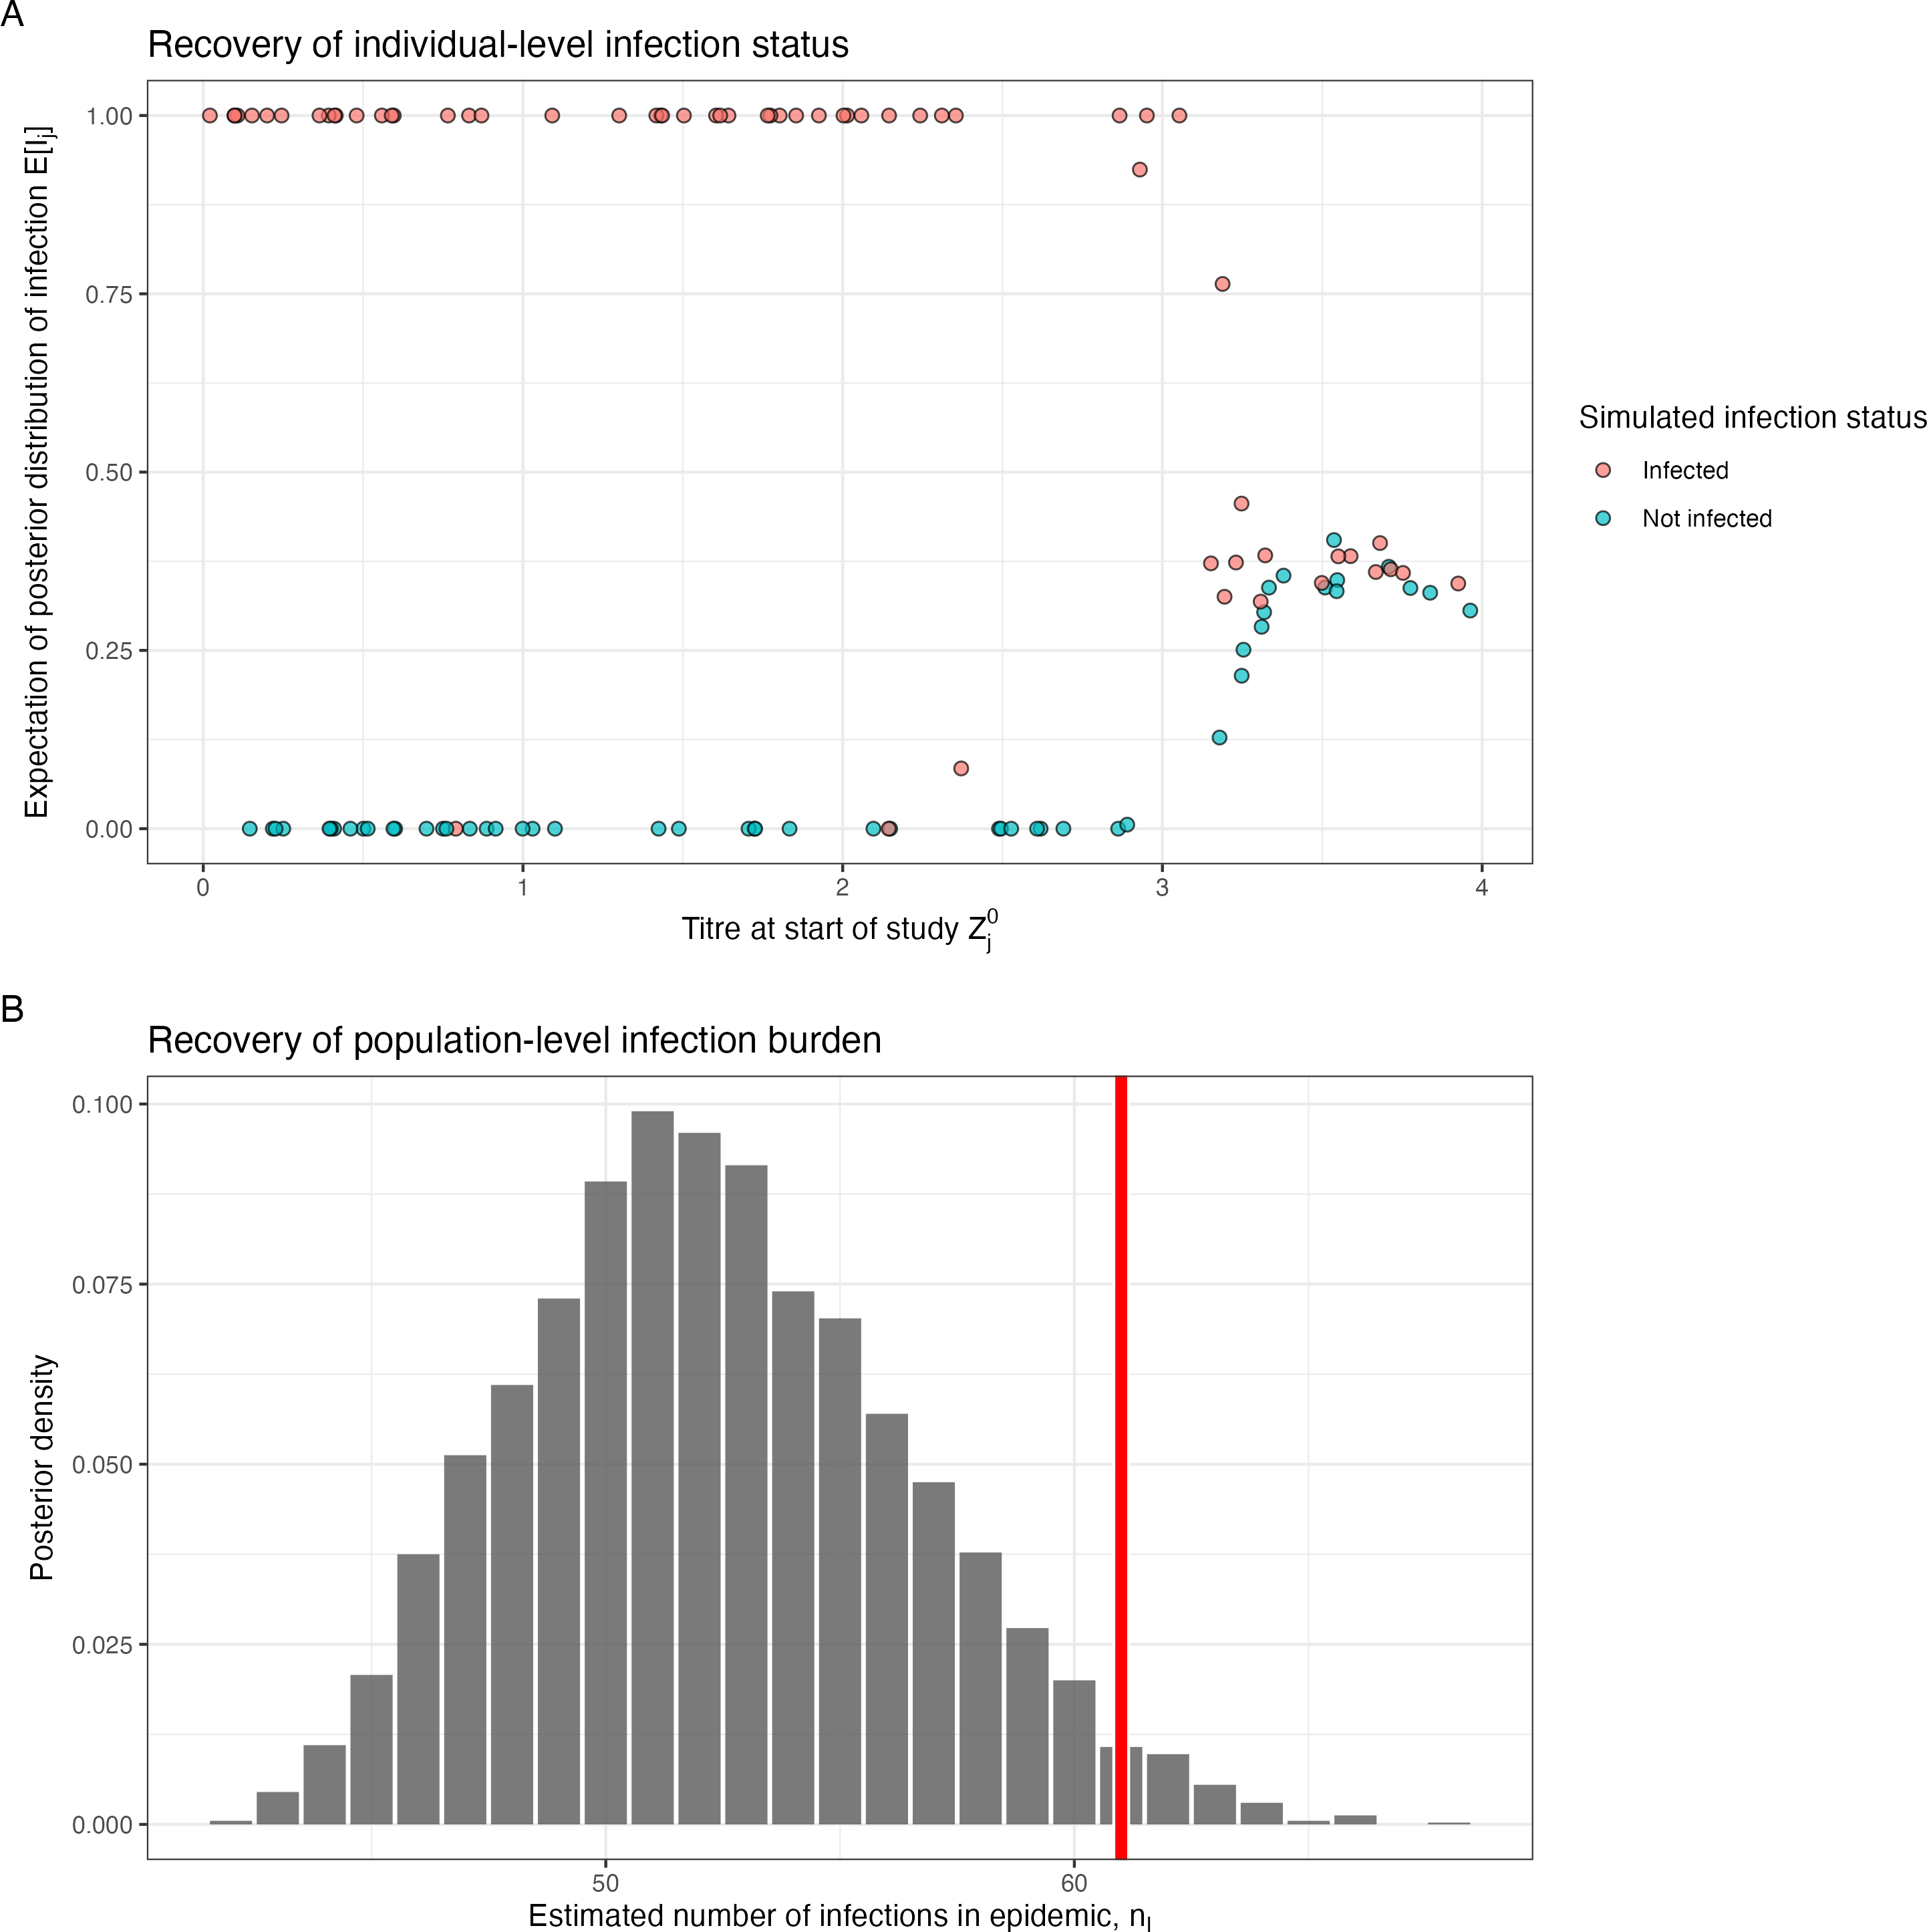 A
Recovery of individual-level infection status
Expectation of posterior distribution of infection E[Ij]
1.00
0.75
0.50
0.25
0.00
0 1 2 3 4
Titre at start of study Z0j
Simulated infection status
Infected
Not infected
B
Recovery of population-level infection burden
Posterior density
0.100
0.075
0.050
0.025
0.000
50 60
Estimated number of infections in epidemic, nI